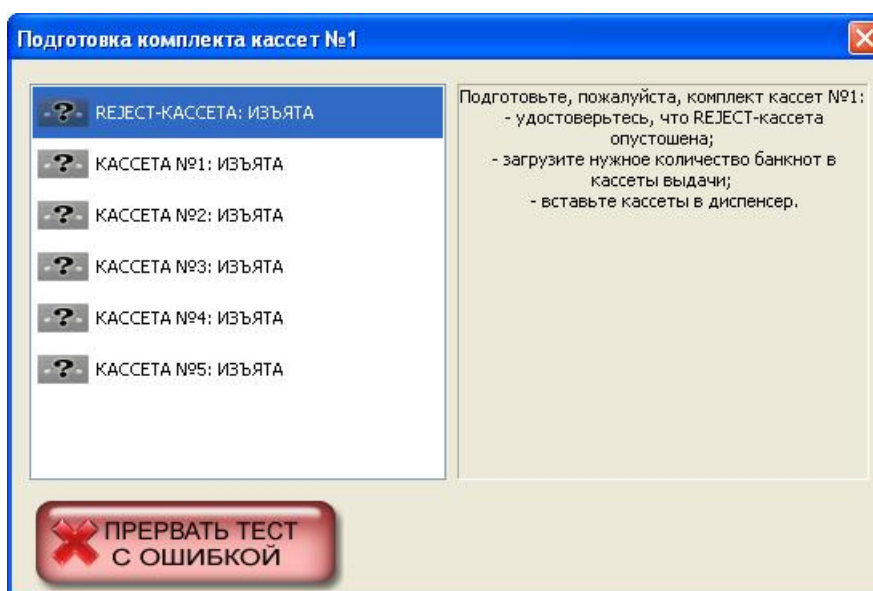 Подготовка комплекта кассет №1
REJECT-КАССЕТА: ИЗЪЯТА
КАССЕТА №1: ИЗЪЯТА
КАССЕТА №2: ИЗЪЯТА
КАССЕТА №3: ИЗЪЯТА
КАССЕТА №4: ИЗЪЯТА
КАССЕТА №5: ИЗЪЯТА
Подготовьте, пожалуйста, комплект кассет №1:
- удостоверьтесь, что REJECT-кассета
опустошена;
- загрузите нужное количество банкнот в
кассеты выдачи;
- вставьте кассеты в диспенсер.
ПРЕРВАТЬ ТЕСТ
С ОШИБКОЙ